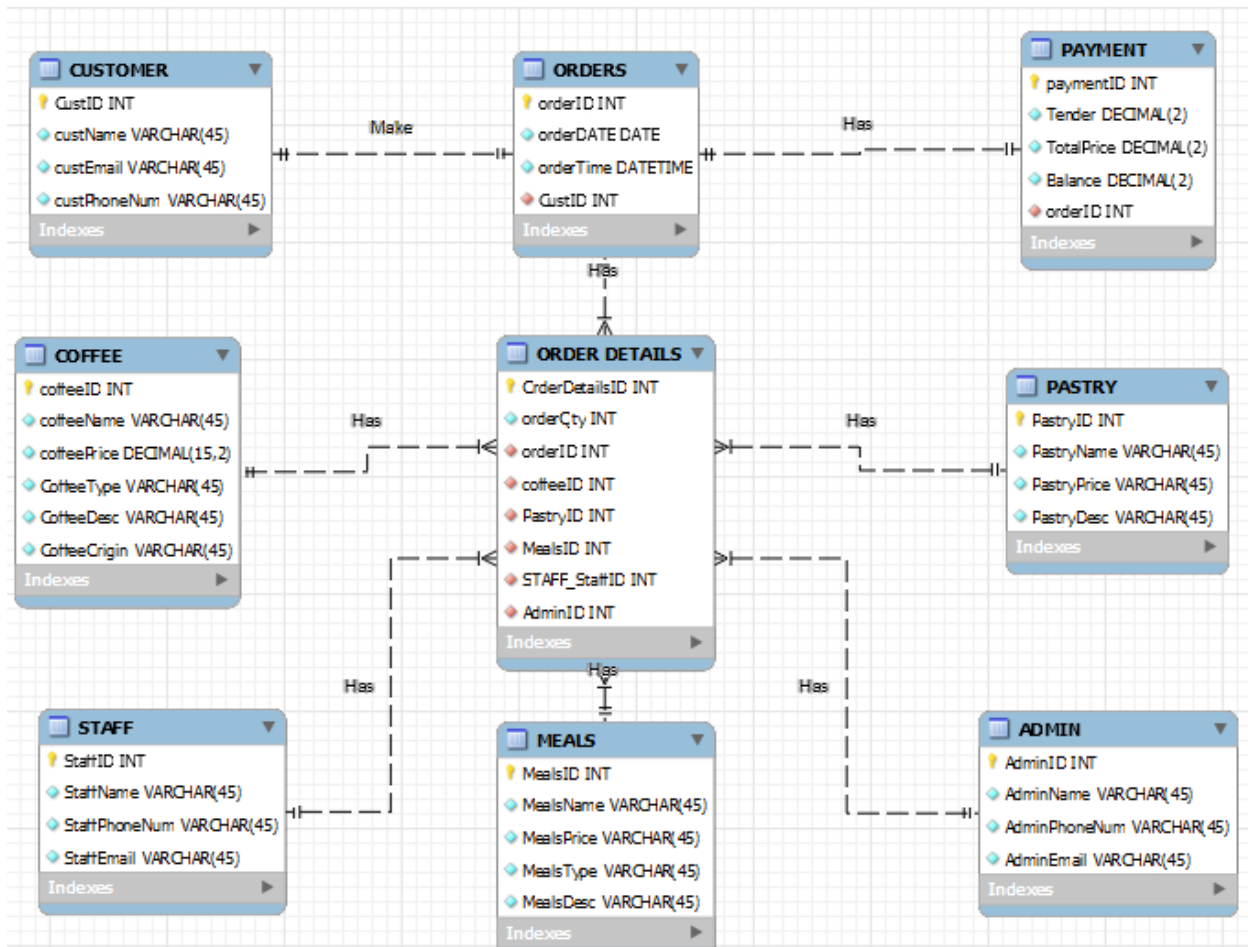 CUSTOMER
CustID INT
custName VARCHAR(45)
custEmail VARCHAR(45)
custPhoneNum VARCHAR(45)
Indexes
Make
ORDERS
orderID INT
orderDATE DATE
orderTime DATETIME
CustID INT
Indexes
Has
PAYMENT
paymentID INT
Tender DECIMAL(2)
TotalPrice DECIMAL(2)
Balance DECIMAL(2)
orderID INT
Indexes
Has
COFFEE
coffeeID INT
coffeeName VARCHAR(45)
coffeePrice DECIMAL(15,2)
CoffeeType VARCHAR(45)
CoffeeDesc VARCHAR(45)
CoffeeOrigin VARCHAR(45)
Indexes
Has
ORDER DETAILS
OrderDetailsID INT
orderQty INT
orderID INT
coffeeID INT
PastryID INT
MealsID INT
STAFF_StaffID INT
AdminID INT
Indexes
Has
PASTRY
PastryID INT
PastryName VARCHAR(45)
PastryPrice VARCHAR(45)
PastryDesc VARCHAR(45)
Indexes
Has
Has
Has
STAFF
StaffID INT
StaffName VARCHAR(45)
StaffPhoneNum VARCHAR(45)
StaffEmail VARCHAR(45)
Indexes
MEALS
MealsID INT
MealsName VARCHAR(45)
MealsPrice VARCHAR(45)
MealsType VARCHAR(45)
MealsDesc VARCHAR(45)
Indexes
ADMIN
AdminID INT
AdminName VARCHAR(45)
AdminPhoneNum VARCHAR(45)
AdminEmail VARCHAR(45)
Indexes